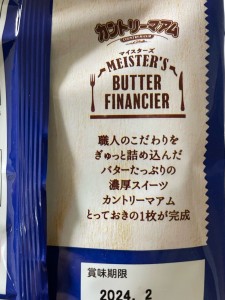 カントリーマアム
COUNTRY MA'AM
マイスターズ
MEISTER'S
BUTTER
FINANCIER
職人のこだわりを
ぎゅっと詰め込んだ
バターたっぷりの
濃厚スイーツ
カントリーマアム
とっておきの1枚が完成
賞味期限
2024. 2